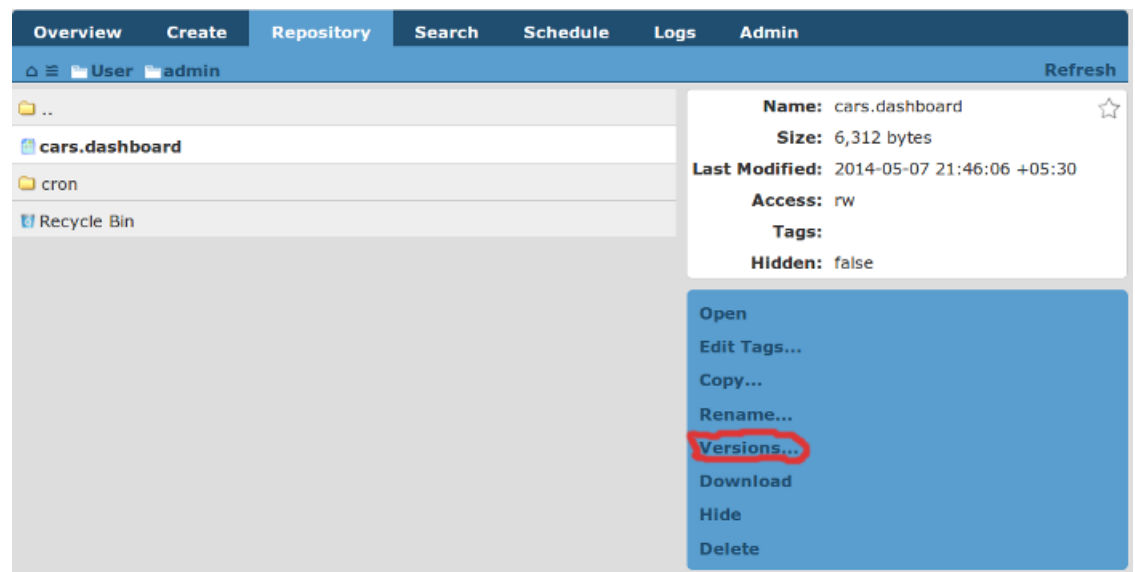 Overview Create Repository Search Schedule Logs Admin
User admin Refresh
..
cars.dashboard
cron
Recycle Bin
Name: cars.dashboard
Size: 6,312 bytes
Last Modified: 2014-05-07 21:46:06 +05:30
Access: rw
Tags:
Hidden: false
Open
Edit Tags...
Copy...
Rename...
Versions...
Download
Hide
Delete